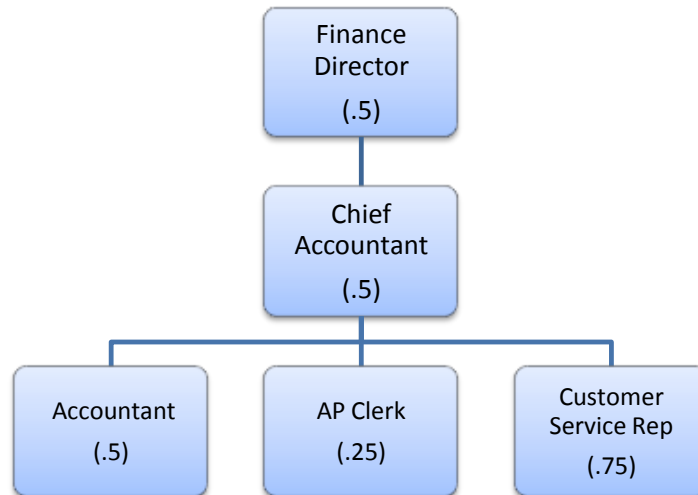 Finance
Director
(.5)
Chief
Accountant
(.5)
Accountant
(.5)
AP Clerk
(.25)
Customer
Service Rep
(.75)